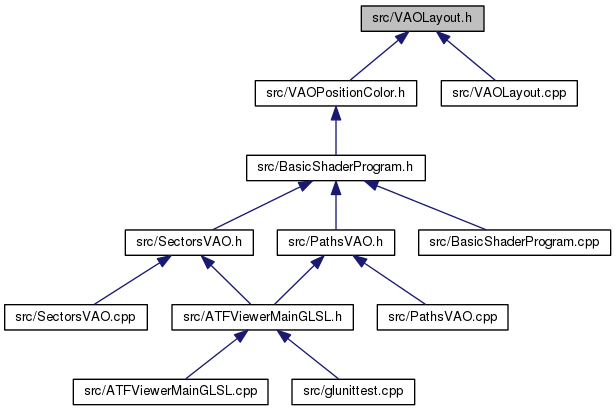 src/VAOLayout.h
src/VAOPositionColor.h
src/VAOLayout.cpp
src/BasicShaderProgram.h
src/SectorsVAO.h
src/PathsVAO.h
src/BasicShaderProgram.cpp
src/SectorsVAO.cpp
src/ATFViewerMainGLSL.h
src/PathsVAO.cpp
src/ATFViewerMainGLSL.cpp
src/glunittest.cpp